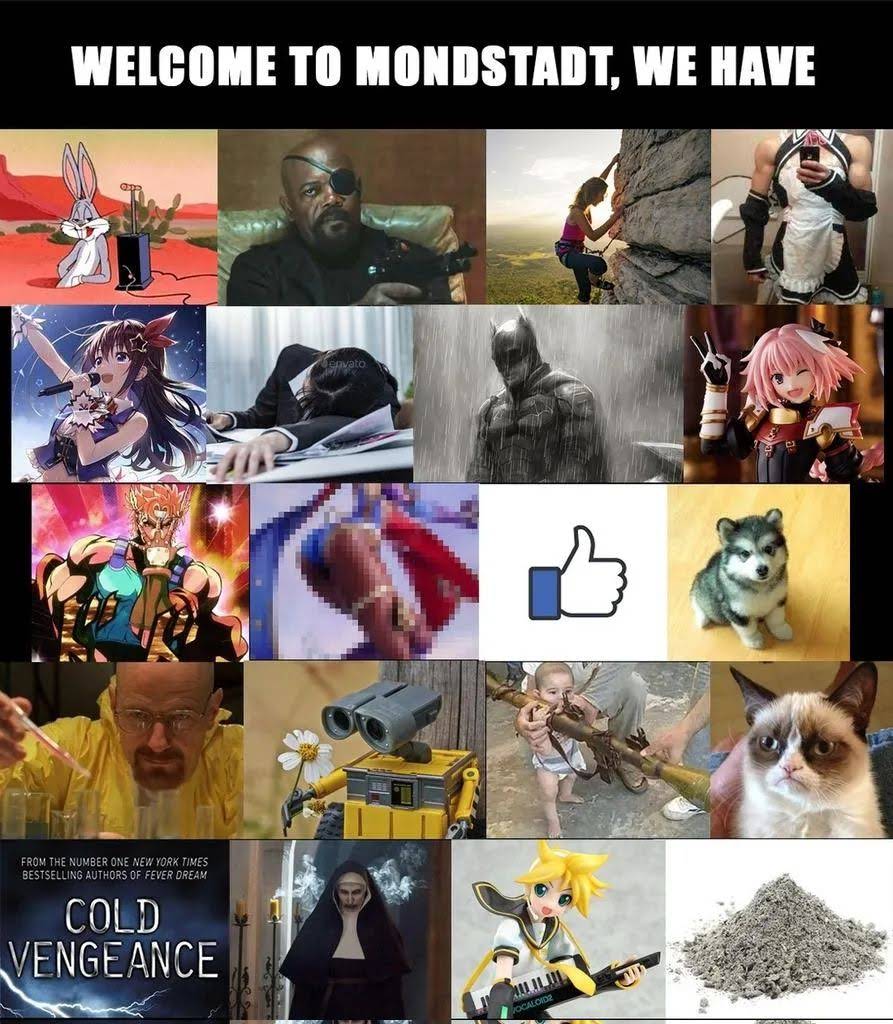 WELCOME TO MONDSTADT, WE HAVE
envato
FROM THE NUMBER ONE NEW YORK TIMES
BESTSELLING AUTHORS OF FEVER DREAM
COLD
VENGEANCE
VOCALOID2